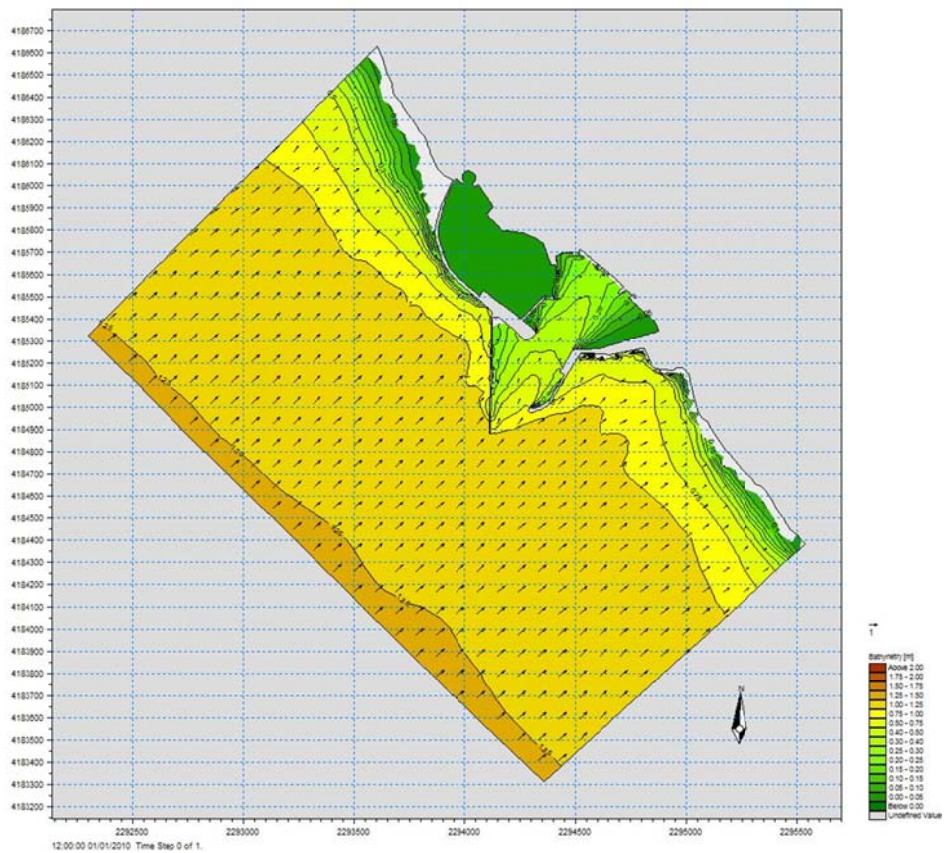 4186700
4186600
4186500
4186400
4186300
4186200
4186100
4186000
4185900
4185800
4185700
4185600
4185500
4185400
4185300
4185200
4185100
4185000
4184900
4184800
4184700
4184600
4184500
4184400
4184300
4184200
4184100
4184000
4183900
4183800
4183700
4183600
4183500
4183400
4183300
4183200
2292500 2293000 2293500 2294000 2294500 2295000 2295500
12:00:00 01/01/2010 Time Step 0 of 1.
N
1
Bathymetry [m]
Above 2.00
1.75 - 2.00
1.50 - 1.75
1.25 - 1.50
1.00 - 1.25
0.75 - 1.00
0.50 - 0.75
0.40 - 0.50
0.30 - 0.40
0.25 - 0.30
0.20 - 0.25
0.15 - 0.20
0.10 - 0.15
0.05 - 0.10
0.00 - 0.05
Below 0.00
Undefined Value